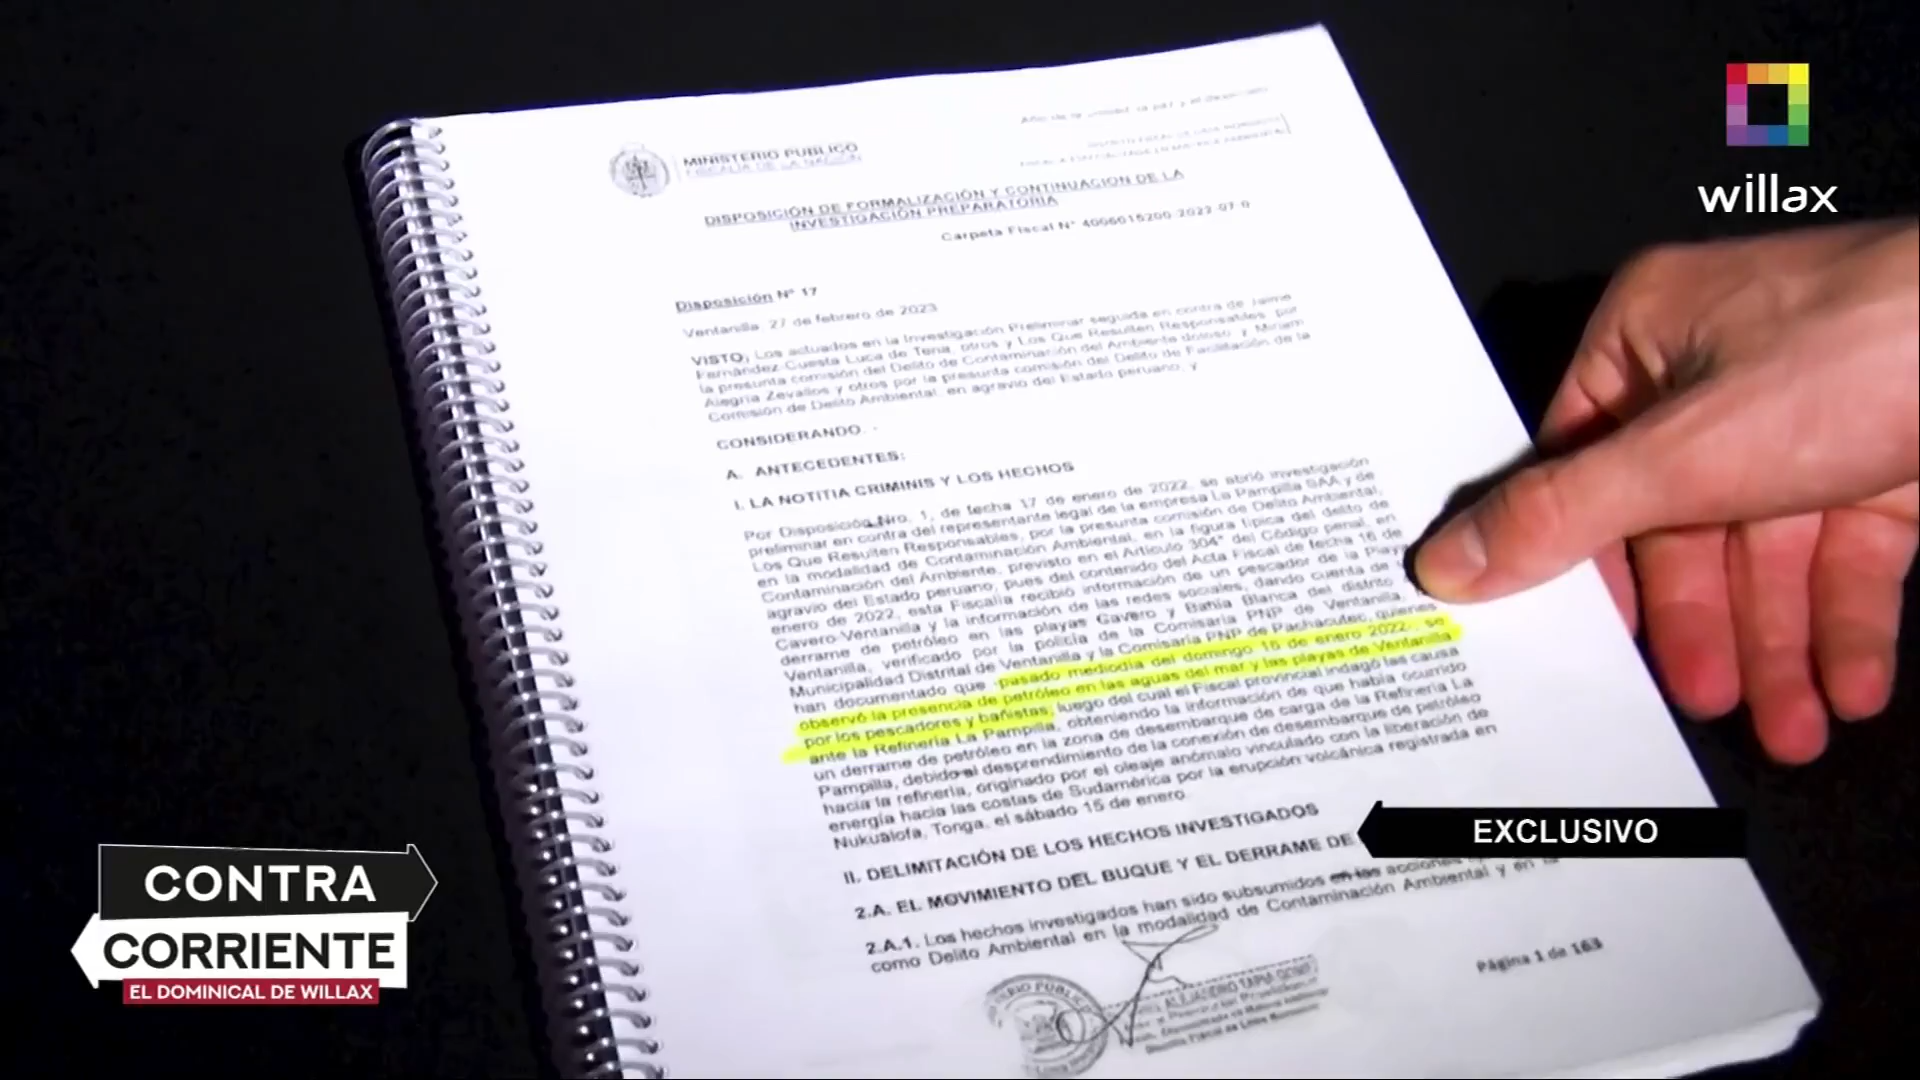 willax
Año de la unidad, la paz y el desarrollo
MINISTERIO PUBLICO
FISCALIA DE LA NACION
DISPOSICIÓN DE FORMALIZACIÓN Y CONTINUACION DE LA
INVESTIGACIÓN PREPARATORIA
Carpeta Fiscal N° 4006015200-2022-07-0
Disposición N° 17
Ventanilla, 27 de febrero de 2023
VISTO; Los actuados en la Investigación Preliminar seguida en contra de Jaime
Fernández-Cuesta Luca de Tena, otros y Los Que Resulten Responsables, por
la presunta comisión del Delito de Contaminación del Ambiente doloso, y Miriam
Alegría Zevallos y otros por la presunta comisión del Delito de Facilitación de la
Comisión de Delito Ambiental, en agravio del Estado peruano, y
CONSIDERANDO. -
A. ANTECEDENTES:
I. LA NOTITIA CRIMINIS Y LOS HECHOS
Por Disposición Nro. 1, de fecha 17 de enero de 2022, se abrió investigación
preliminar en contra del representante legal de la empresa La Pampilla SAA y de
Los Que Resulten Responsables, por la presunta comisión de Delito Ambiental,
en la modalidad de Contaminación Ambiental, en la figura típica del delito de
Contaminación del Ambiente, previsto en el Artículo 304° del Código penal, en
agravio del Estado peruano, pues del contenido del Acta Fiscal de fecha 16 de
enero de 2022, esta Fiscalía recibió información de un pescador de la Playa
Cavero-Ventanilla y la información de las redes sociales, dando cuenta de
derrame de petróleo en las playas Cavero y Bahía Blanca del distrito
Ventanilla, verificado por la policía de la Comisaría PNP de Ventanilla,
Municipalidad Distrital de Ventanilla y la Comisaría PNP de Pachacutec, quienes
han documentado que pasado mediodía del domingo 16 de enero 2022, se
observó la presencia de petróleo en las aguas del mar y las playas de Ventanilla
por los pescadores y bañistas, luego del cual el Fiscal provincial indagó las causa
ante la Refinería La Pampilla, obteniendo la información de que había ocurrido
un derrame de petróleo en la zona de desembarque de carga de la Refinería La
Pampilla, debido al desprendimiento de la conexión de desembarque de petróleo
hacia la refinería, originado por el oleaje anómalo vinculado con la liberación de
energía hacia las costas de Sudamérica por la erupción volcánica registrada en
Nukualofa, Tonga, el sábado 15 de enero.
II. DELIMITACIÓN DE LOS HECHOS INVESTIGADOS
2.A. EL MOVIMIENTO DEL BUQUE Y EL DERRAME DE
2.A.1. Los hechos investigados han sido subsumidos en las acciones
como Delito Ambiental en la modalidad de Contaminación Ambiental y en la
Página 1 de 163
EXCLUSIVO
CONTRA
CORRIENTE
EL DOMINICAL DE WILLAX